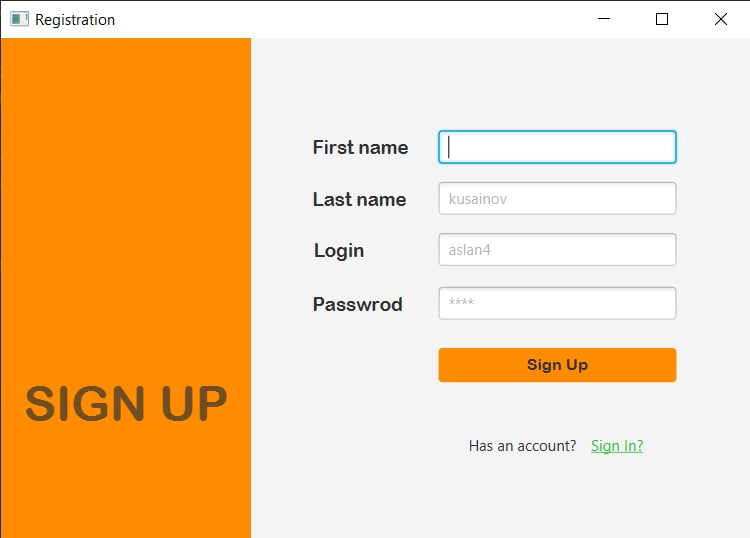 Registration
First name
Last name kusainov
Login aslan4
Passwrod ****
Sign Up
SIGN UP
Has an account? Sign In?